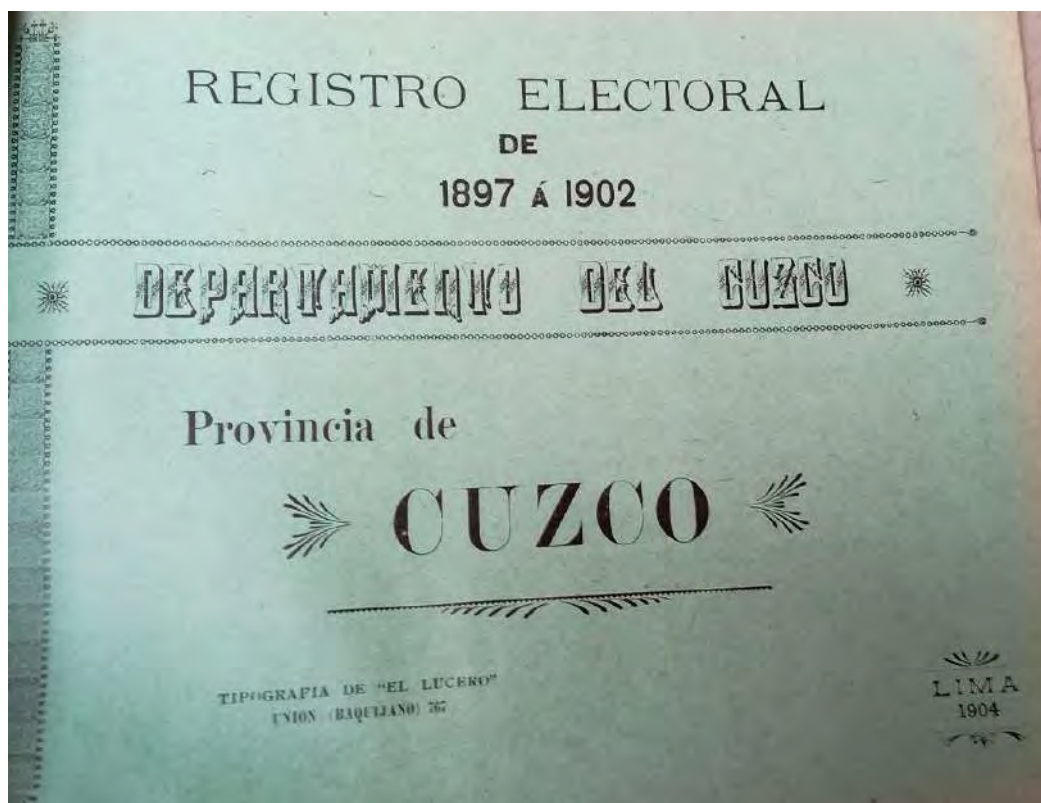 REGISTRO ELECTORAL
DE
1897 Á 1902
DEPARTAMENTO DEL CUZCO
Provincia de
CUZCO
TIPOGRAFIA DE "EL LUCERO"
UNION (BAQUIJANO) 767
LIMA
1904